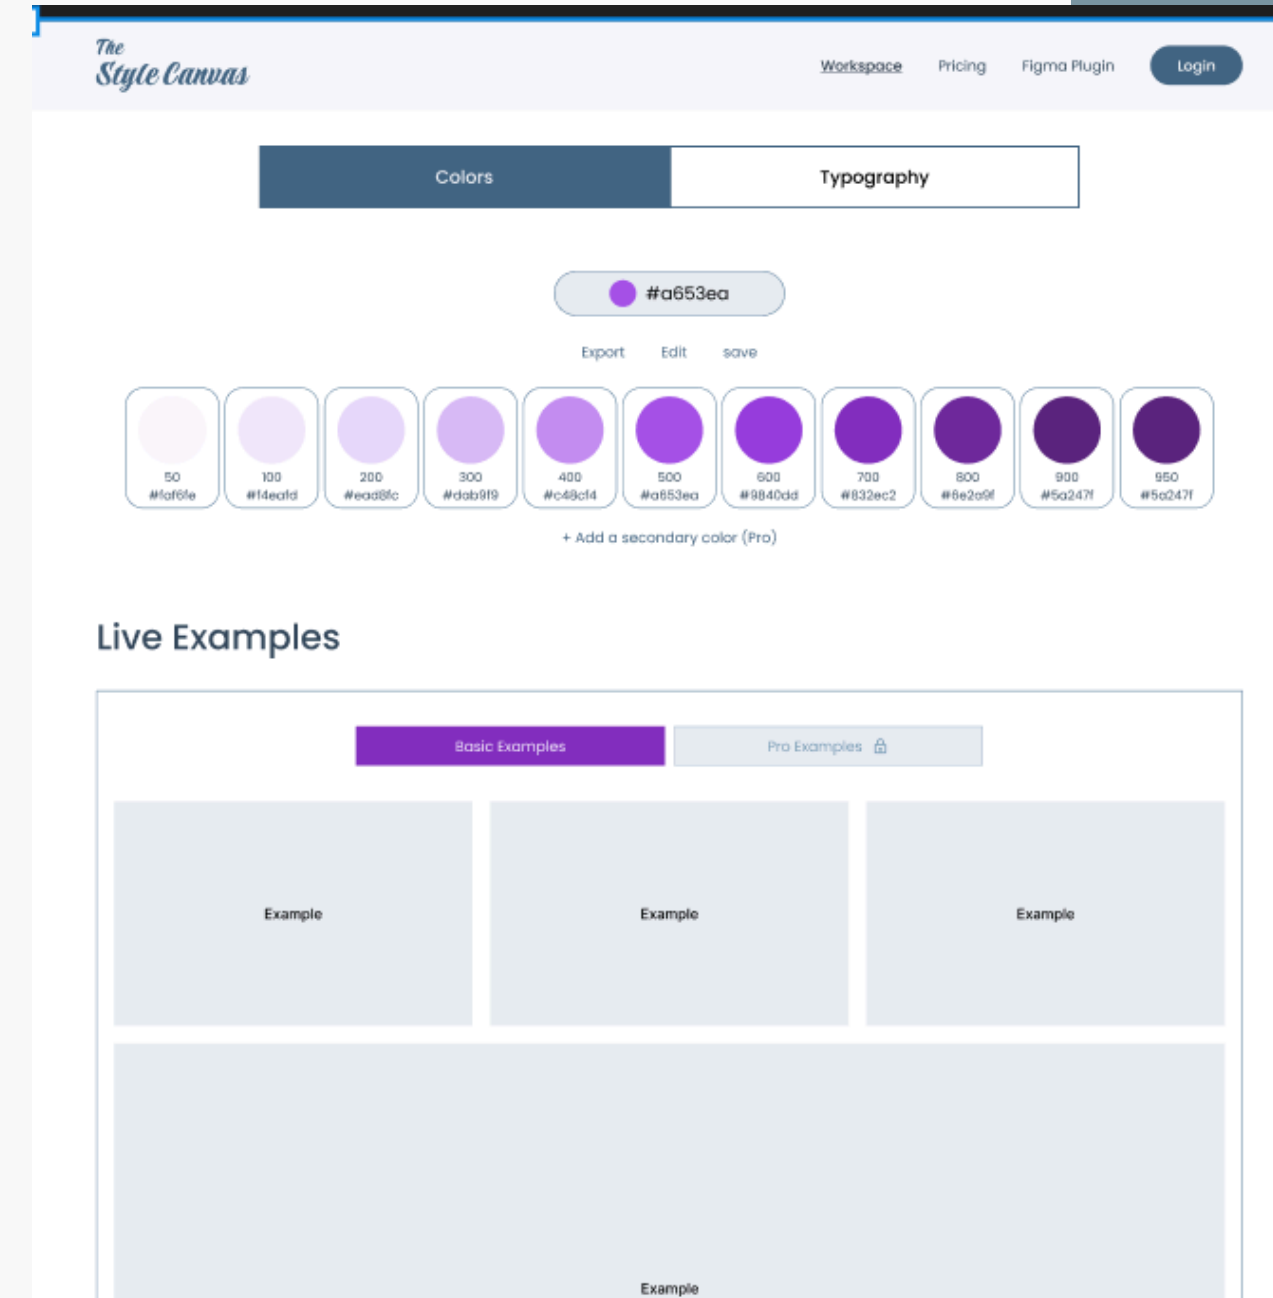 The
Style Canvas
Workspace Pricing Figma Plugin Login
Colors Typography
#a653ea
Export Edit save
50 100 200 300 400 500 600 700 800 900 950
#faf6fe #f4eafd #ead8fc #dab9f9 #c48cf4 #a653ea #9840dd #832ec2 #6e2a9f #5a247f #5a247f
+ Add a secondary color (Pro)
Live Examples
Basic Examples Pro Examples
Example Example Example
Example